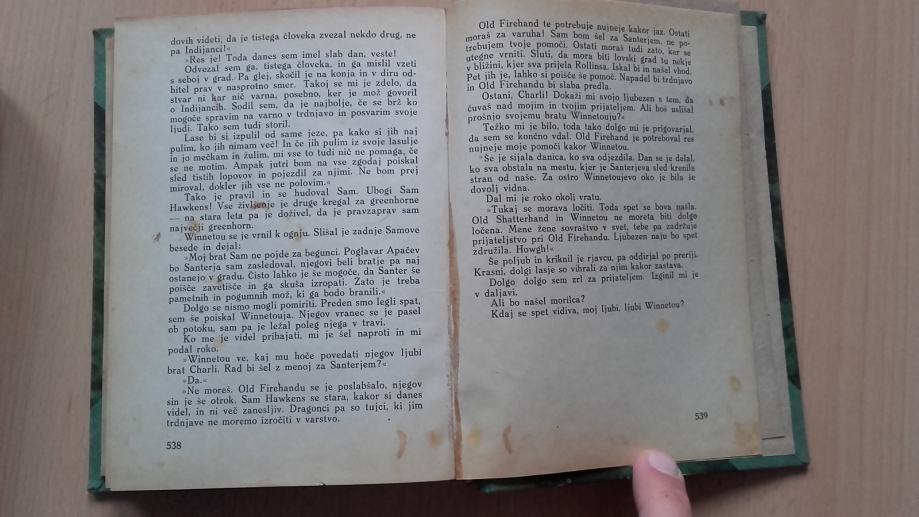 dovih videti, da je tistega človeka zvezal nekdo drug, ne
pa Indijanci!«
»Res je! Toda danes sem imel slab dan, veste!
Odvezal sem ga, tistega človeka, in ga mislil vzeti
s seboj v grad. Pa glej, skočil je na konja in v diru od-
hitel prav v nasprotno smer. Takoj se mi je zdelo, da
stvar ni kar nič varna, posebno, ker je mož govoril
o Indijancih. Sodil sem, da je najbolje, če se brž ko
mogoče spravim na varno v trdnjavo in posvarim svoje
ljudi. Tako sem tudi storil.
Lase bi si izpulil od same jeze, pa kako si jih naj
pulim, ko jih nimam več! In če jih pulim iz svoje lasulje
in jo mečkam in žulim, mi vse to tudi nič ne pomaga, če
se ne motim. Ampak jutri bom na vse zgodaj poiskal
sled tistih lopovov in pojezdil za njimi. Ne bom prej
miroval, dokler jih vse ne polovim.«
Tako je pravil in se hudoval Sam. Ubogi Sam
Hawkens! Vse življenje je druge kregal za greenhorne
— na stara leta pa je doživel, da je pravzaprav sam
največji greenhorn.
Winnetou se je vrnil k ognju. Slišal je zadnje Samove
besede in dejal:
»Moj brat Sam ne pojde za begunci. Poglavar Apačev
bo Santerja sam zasledoval, njegovi beli bratje pa naj
ostanejo v gradu. Čisto lahko je še mogoče, da Santer še
poišče zavetišče in ga skuša izropati. Zato je treba
pametnih in pogumnih mož, ki ga bodo branili.«
Dolgo se nismo mogli pomiriti. Preden smo legli spat,
sem še poiskal Winnetouja. Njegov vranec se je pasel
ob potoku, sam pa je ležal poleg njega v travi.
Ko me je videl prihajati, mi je šel naproti in mi
podal roko.
»Winnetou ve, kaj mu hoče povedati njegov ljubi
brat Charli. Rad bi šel z menoj za Santerjem?«
»Da.«
»Ne moreš. Old Firehandu se je poslabšalo, njegov
sin je še otrok. Sam Hawkens se stara, kakor si danes
videl, in ni več zanesljiv. Dragonci pa so tujci, ki jim
trdnjave ne moremo izročiti v varstvo.
538
Old Firehand te potrebuje nujneje kakor jaz. Ostati
moraš za varuha! Sam bom šel za Santerjem, ne po-
trebujem tvoje pomoči. Ostati moraš tudi zato, ker se
utegne vrniti. Sluti, da mora biti lovski grad tu nekje
v bližini, kjer sva prijela Rollinsa. Iskal bi in našel vhod.
Pet jih je, lahko si poišče še pomoč. Napadel bi trdnjavo
in Old Firehandu bi slaba predla.
Ostani, Charli! Dokaži mi svojo ljubezen s tem, da
čuvaš nad mojim in tvojim prijateljem. Ali boš uslišal
prošnjo svojemu bratu Winnetouju?«
Težko mi je bilo, toda tako dolgo mi je prigovarjal,
da sem se končno vdal. Old Firehand je potreboval res
nujneje moje pomoči kakor Winnetou.
Še je sijala danica, ko sva odjezdila. Dan se je delal,
ko sva obstala na mestu, kjer je Santerjeva sled krenila
stran od naše. Za ostro Winnetoujevo oko je bila še
dovolj vidna.
Dal mi je roko okoli vratu.
»Tukaj se morava ločiti. Toda spet se bova našla.
Old Shatterhand in Winnetou ne moreta biti dolgo
ločena. Mene žene sovraštvo v svet, tebe pa zadržuje
prijateljstvo pri Old Firehandu. Ljubezen naju bo spet
združila. Howgh!«
Še poljub in kriknil je rjavcu, pa oddirjal po preriji.
Krasni, dolgi lasje so vihrali za njim kakor zastava.
Dolgo dolgo sem zrl za prijateljem. Izginil mi je
v daljavi.
Ali bo našel morilca?
Kdaj se spet vidiva, moj ljubi, ljubi Winnetou?
539